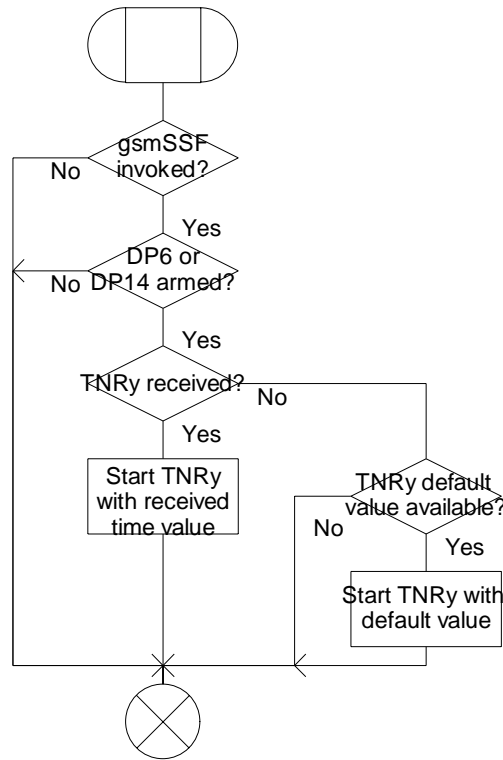 gsmSSF
invoked?
No
Yes
DP6 or
DP14 armed?
No
Yes
TNRy received?
No
Yes
Start TNRy
with received
time value
TNRy default
value available?
No
Yes
Start TNRy with
default value